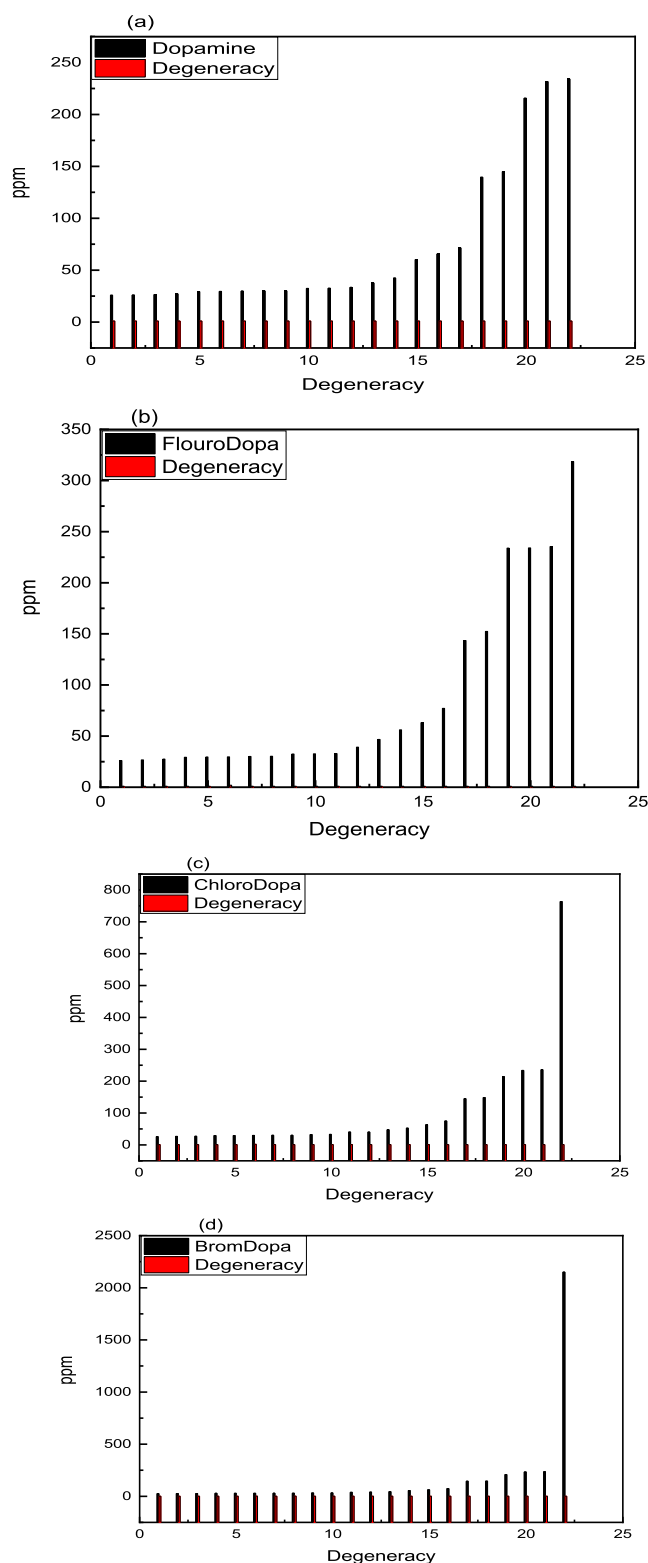 (a)
Dopamine
Degeneracy
ppm
250
200
150
100
50
0
0 5 10 15 20 25
Degeneracy
(b)
FlouroDopa
Degeneracy
ppm
350
300
250
200
150
100
50
0
0 5 10 15 20 25
Degeneracy
(c)
ChloroDopa
Degeneracy
ppm
800
700
600
500
400
300
200
100
0
0 5 10 15 20 25
Degeneracy
(d)
BromDopa
Degeneracy
ppm
2500
2000
1500
1000
500
0
0 5 10 15 20 25
Degeneracy